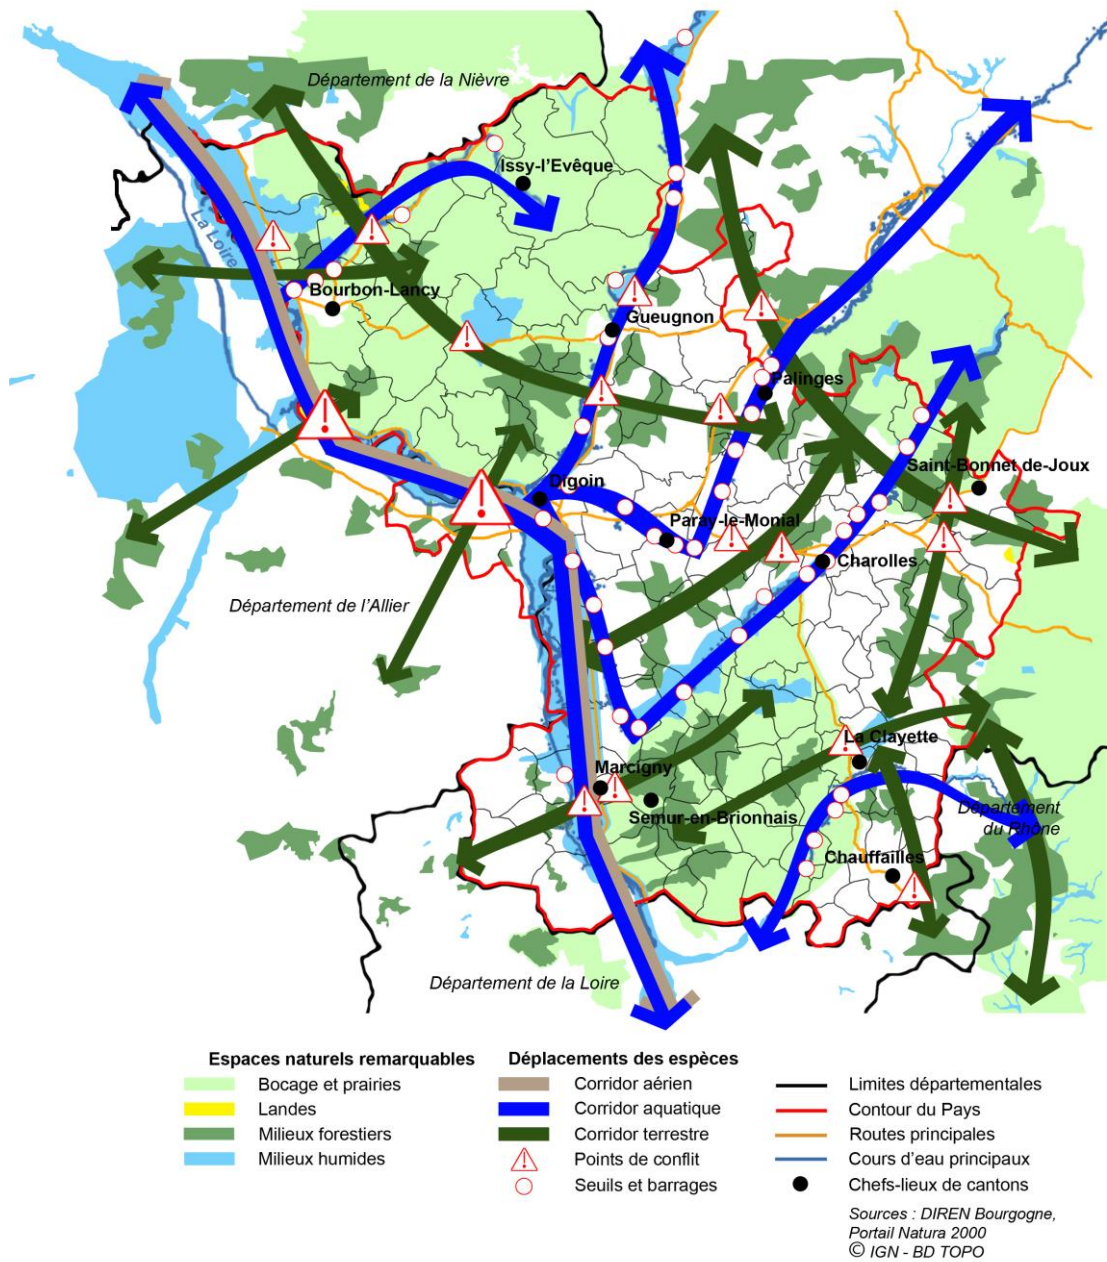 Département de la Nièvre
Issy-l'Evêque
La Loire
Bourbon-Lancy
Gueugnon
Palinges
Saint-Bonnet-de-Joux
Digoin
Paray-le-Monial
Charolles
Département de l'Allier
La Clayette
Marcigny
Semur-en-Brionnais
Département
du Rhône
Chauffailles
Département de la Loire
Espaces naturels remarquables
Bocage et prairies
Landes
Milieux forestiers
Milieux humides
Déplacements des espèces
Corridor aérien
Corridor aquatique
Corridor terrestre
Points de conflit
Seuils et barrages
Limites départementales
Contour du Pays
Routes principales
Cours d'eau principaux
Chefs-lieux de cantons
Sources : DIREN Bourgogne,
Portail Natura 2000
© IGN - BD TOPO